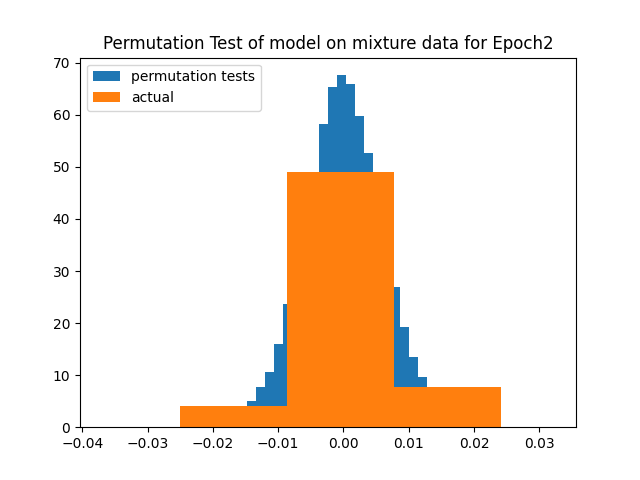 Permutation Test of model on mixture data for Epoch2
permutation tests
actual
70
60
50
40
30
20
10
0
−0.04 −0.03 −0.02 −0.01 0.00 0.01 0.02 0.03